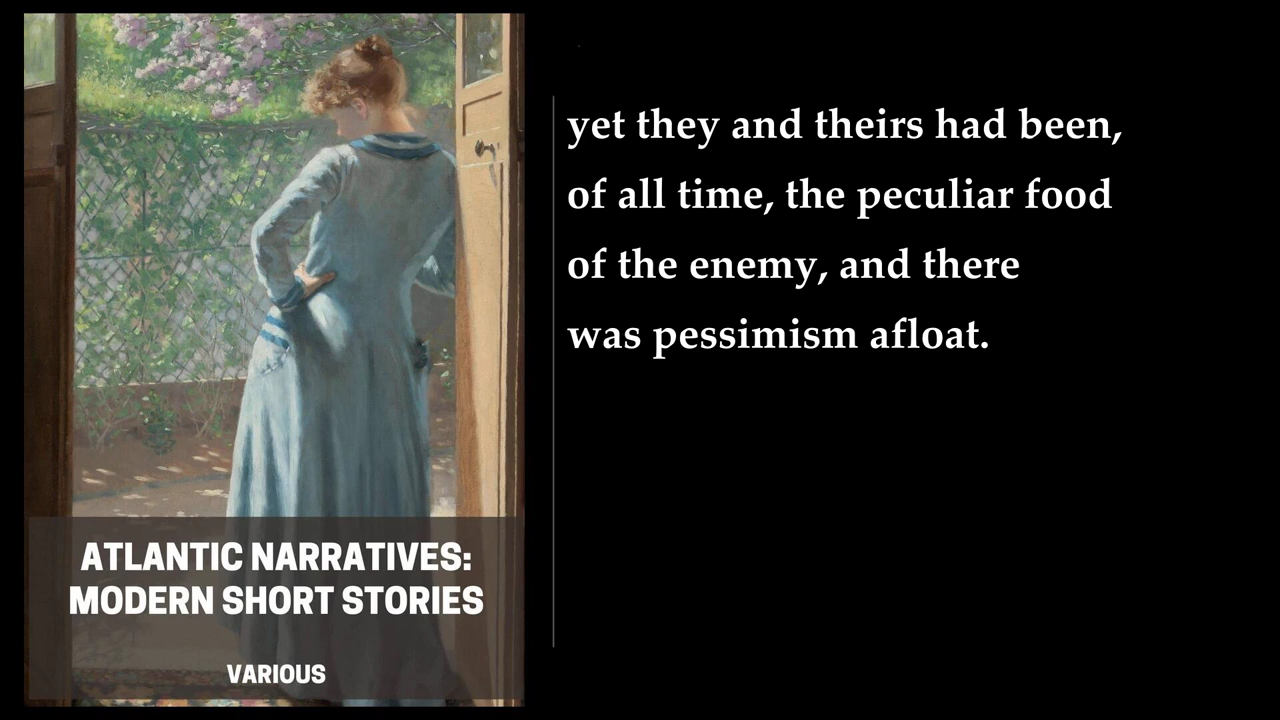 yet they and theirs had been,
of all time, the peculiar food
of the enemy, and there
was pessimism afloat.
ATLANTIC NARRATIVES:
MODERN SHORT STORIES
VARIOUS